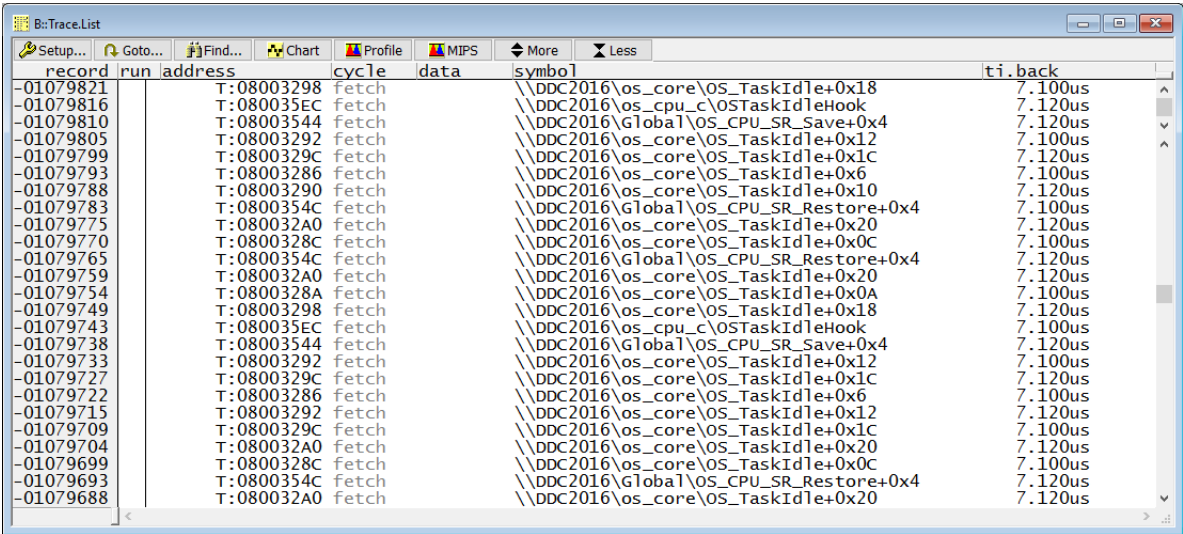 B::Trace.List
Setup... Goto... Find... Chart Profile MIPS More Less
record run address cycle data symbol ti.back
-01079821 T:08003298 fetch \\DDC2016\os_core\OS_TaskIdle+0x18 7.100us
-01079816 T:080035EC fetch \\DDC2016\os_cpu_c\OSTaskIdleHook 7.120us
-01079810 T:08003544 fetch \\DDC2016\Global\OS_CPU_SR_Save+0x4 7.120us
-01079805 T:08003292 fetch \\DDC2016\os_core\OS_TaskIdle+0x12 7.100us
-01079799 T:0800329C fetch \\DDC2016\os_core\OS_TaskIdle+0x1C 7.120us
-01079793 T:08003286 fetch \\DDC2016\os_core\OS_TaskIdle+0x6 7.100us
-01079788 T:08003290 fetch \\DDC2016\os_core\OS_TaskIdle+0x10 7.120us
-01079783 T:0800354C fetch \\DDC2016\Global\OS_CPU_SR_Restore+0x4 7.100us
-01079775 T:080032A0 fetch \\DDC2016\os_core\OS_TaskIdle+0x20 7.120us
-01079770 T:0800328C fetch \\DDC2016\os_core\OS_TaskIdle+0x0C 7.100us
-01079765 T:0800354C fetch \\DDC2016\Global\OS_CPU_SR_Restore+0x4 7.120us
-01079759 T:080032A0 fetch \\DDC2016\os_core\OS_TaskIdle+0x20 7.120us
-01079754 T:0800328A fetch \\DDC2016\os_core\OS_TaskIdle+0x0A 7.100us
-01079749 T:08003298 fetch \\DDC2016\os_core\OS_TaskIdle+0x18 7.120us
-01079743 T:080035EC fetch \\DDC2016\os_cpu_c\OSTaskIdleHook 7.100us
-01079738 T:08003544 fetch \\DDC2016\Global\OS_CPU_SR_Save+0x4 7.120us
-01079733 T:08003292 fetch \\DDC2016\os_core\OS_TaskIdle+0x12 7.100us
-01079727 T:0800329C fetch \\DDC2016\os_core\OS_TaskIdle+0x1C 7.120us
-01079722 T:08003286 fetch \\DDC2016\os_core\OS_TaskIdle+0x6 7.100us
-01079715 T:08003292 fetch \\DDC2016\os_core\OS_TaskIdle+0x12 7.120us
-01079709 T:0800329C fetch \\DDC2016\os_core\OS_TaskIdle+0x1C 7.120us
-01079704 T:080032A0 fetch \\DDC2016\os_core\OS_TaskIdle+0x20 7.120us
-01079699 T:0800328C fetch \\DDC2016\os_core\OS_TaskIdle+0x0C 7.100us
-01079693 T:0800354C fetch \\DDC2016\Global\OS_CPU_SR_Restore+0x4 7.120us
-01079688 T:080032A0 fetch \\DDC2016\os_core\OS_TaskIdle+0x20 7.120us